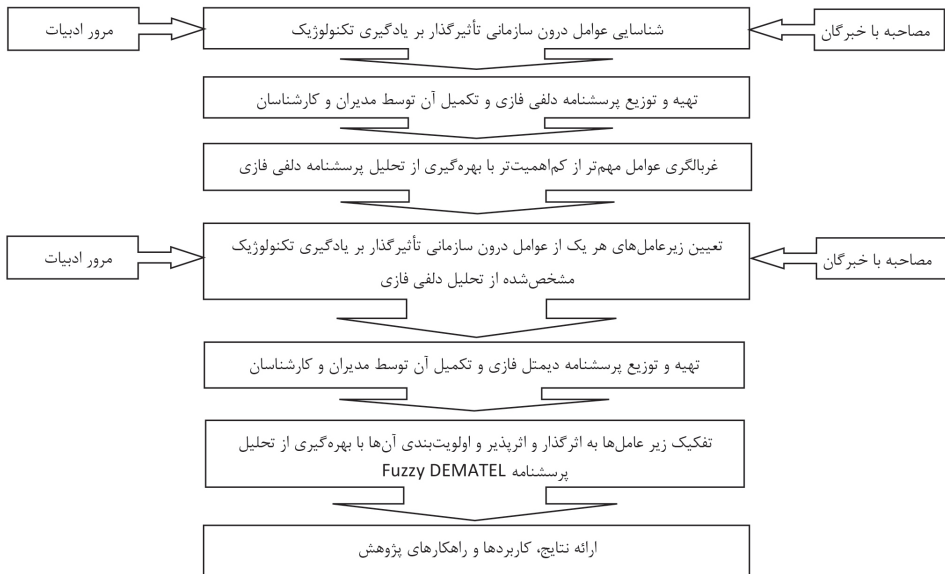 مصاحبه با خبرگان
شناسایی عوامل درون سازمانی تأثیرگذار بر یادگیری تکنولوژیک
مرور ادبیات
تهیه و توزیع پرسشنامه دلفی فازی و تکمیل آن توسط مدیران و کارشناسان
غربالگری عوامل مهم‌تر از کم‌اهمیت‌تر با بهره‌گیری از تحلیل پرسشنامه دلفی فازی
مصاحبه با خبرگان
تعیین زیرعامل‌های هر یک از عوامل درون سازمانی تأثیرگذار بر یادگیری تکنولوژیک
مشخص‌شده از تحلیل دلفی فازی
مرور ادبیات
تهیه و توزیع پرسشنامه دیمتل فازی و تکمیل آن توسط مدیران و کارشناسان
تفکیک زیر عامل‌ها به اثرگذار و اثرپذیر و اولویت‌بندی آن‌ها با بهره‌گیری از تحلیل
پرسشنامه Fuzzy DEMATEL
ارائه نتایج، کاربردها و راهکارهای پژوهش